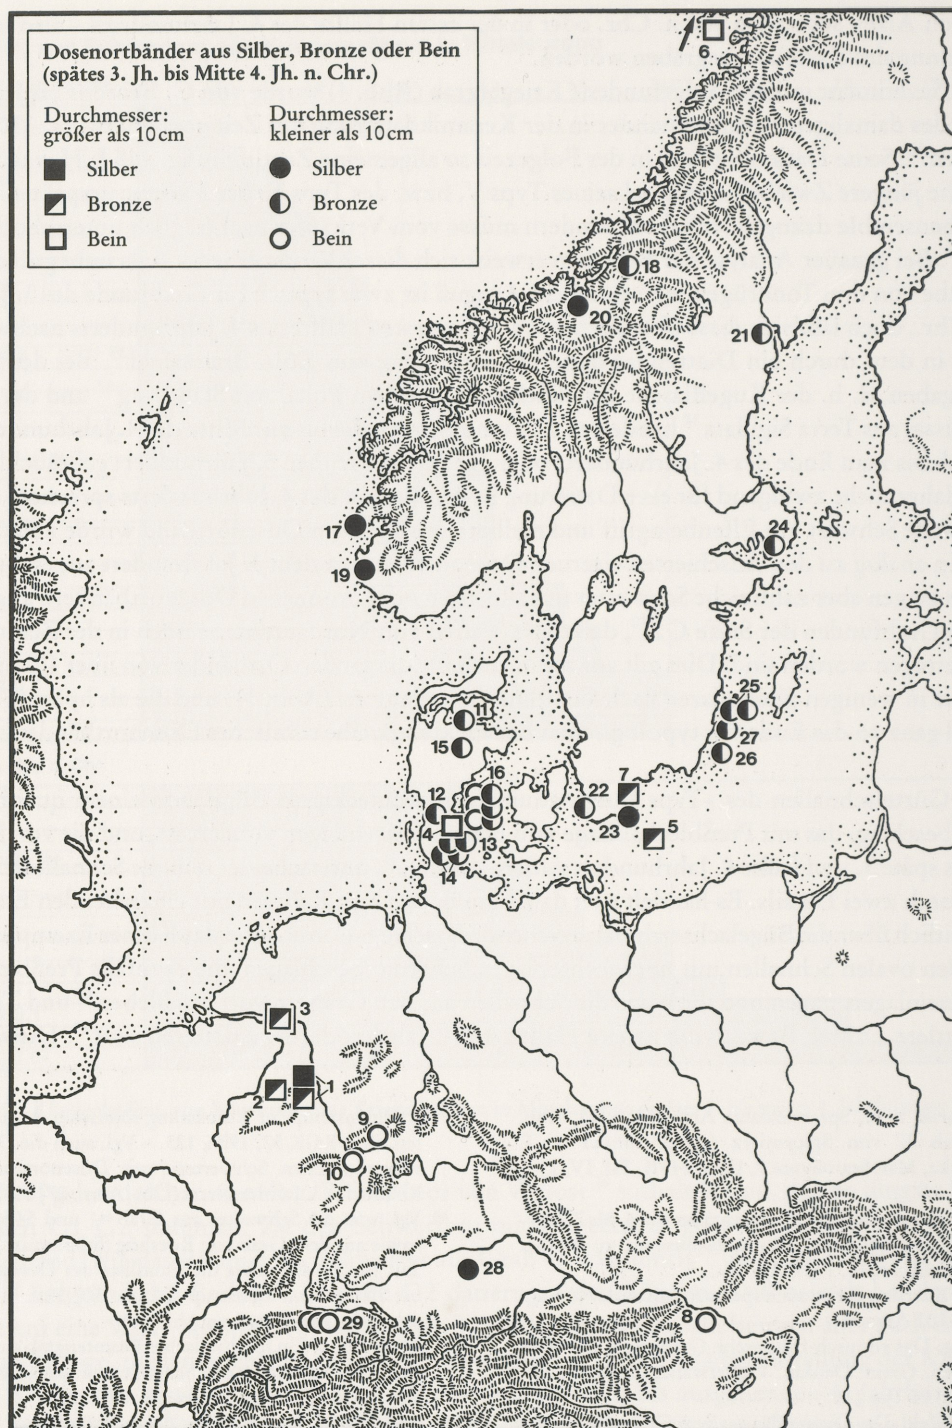 Dosenortbänder aus Silber, Bronze oder Bein
(spätes 3. Jh. bis Mitte 4. Jh. n. Chr.)
Durchmesser:
größer als 10 cm
Silber
Bronze
Bein
Durchmesser:
kleiner als 10 cm
Silber
Bronze
Bein
6
18
20
21
17
24
19
25
11
27
15
26
16
7
12
22
4
23
5
13
14
3
1
2
9
10
28
29
8